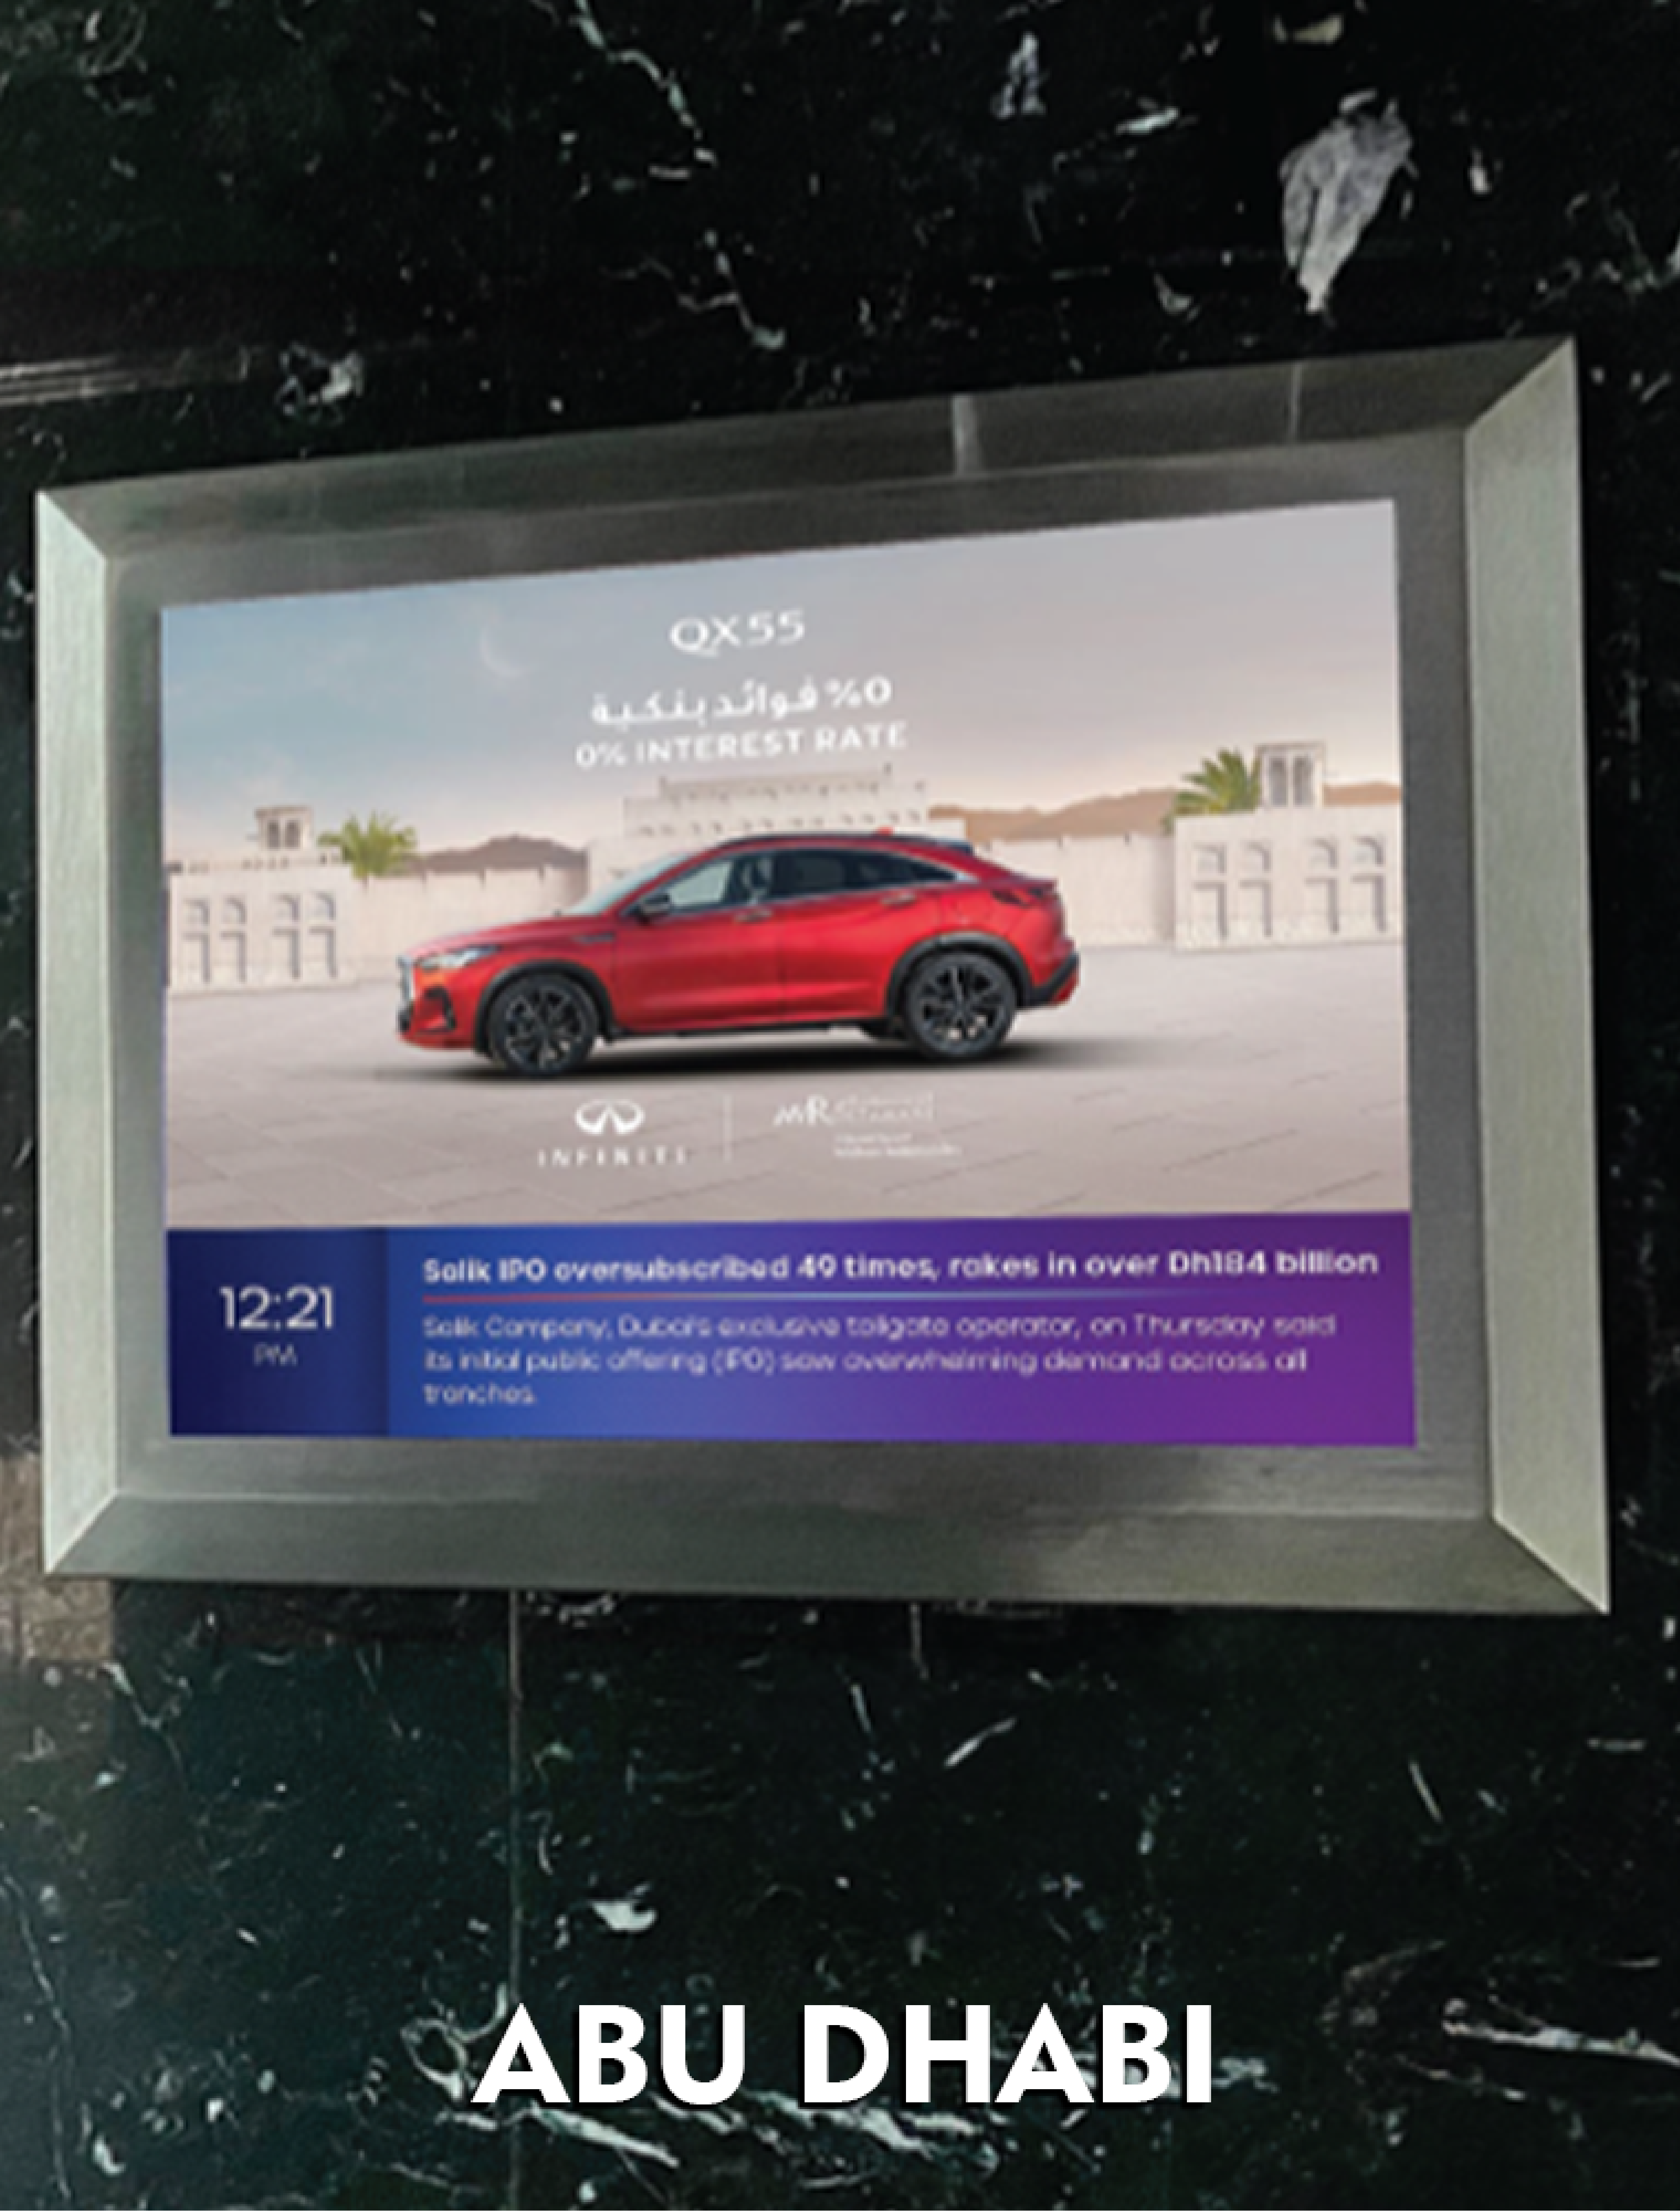 QX55
%0 فوائد بنكية
0% INTEREST RATE
INFINITI
Salik IPO oversubscribed 49 times, rakes in over Dh184 billion
12:21
PM
Salik Company, Dubai's exclusive tollgate operator, on Thursday said
its initial public offering (IPO) saw overwhelming demand across all
tranches.
ABU DHABI